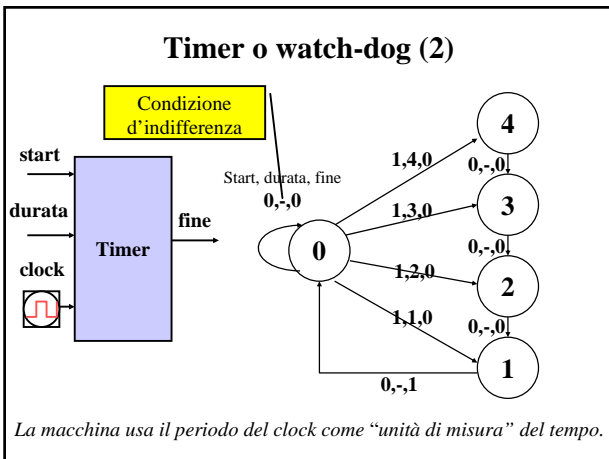 Timer o watch-dog (2)
Condizione
d'indifferenza
start
durata
clock
Timer
fine
Start, durata, fine
0,-,0
0
1,4,0
1,3,0
1,2,0
1,1,0
0,-,1
4
0,-,0
3
0,-,0
2
0,-,0
1
La macchina usa il periodo del clock come “unità di misura” del tempo.